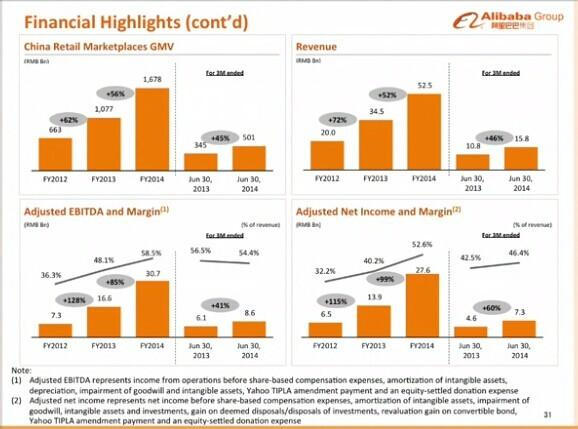 Financial Highlights (cont'd)
Alibaba Group
阿里巴巴集团
China Retail Marketplaces GMV
(RMB Bn)
For 3M ended
1,678
+56%
1,077
+62%
663
+45%
345
501
FY2012 FY2013 FY2014 Jun 30, 2013 Jun 30, 2014
Revenue
(RMB Bn)
For 3M ended
52.5
+52%
34.5
+72%
20.0
+46%
10.8
15.8
FY2012 FY2013 FY2014 Jun 30, 2013 Jun 30, 2014
Adjusted EBITDA and Margin(1)
(RMB Bn)
(% of revenue)
For 3M ended
36.3%
48.1%
58.5%
56.5%
54.4%
30.7
+85%
16.6
+128%
7.3
+41%
6.1
8.6
FY2012 FY2013 FY2014 Jun 30, 2013 Jun 30, 2014
Adjusted Net Income and Margin(2)
(RMB Bn)
(% of revenue)
For 3M ended
32.2%
40.2%
52.6%
42.5%
46.4%
27.6
+99%
13.9
+115%
6.5
+60%
4.6
7.3
FY2012 FY2013 FY2014 Jun 30, 2013 Jun 30, 2014
Note:
(1) Adjusted EBITDA represents income from operations before share-based compensation expenses, amortization of intangible assets,
depreciation, impairment of goodwill and intangible assets, Yahoo TIPLA amendment payment and an equity-settled donation expense
(2) Adjusted net income represents net income before share-based compensation expenses, amortization of intangible assets, impairment of
goodwill, intangible assets and investments, gain on deemed disposals/disposals of investments, revaluation gain on convertible bond,
Yahoo TIPLA amendment payment and an equity-settled donation expense
31